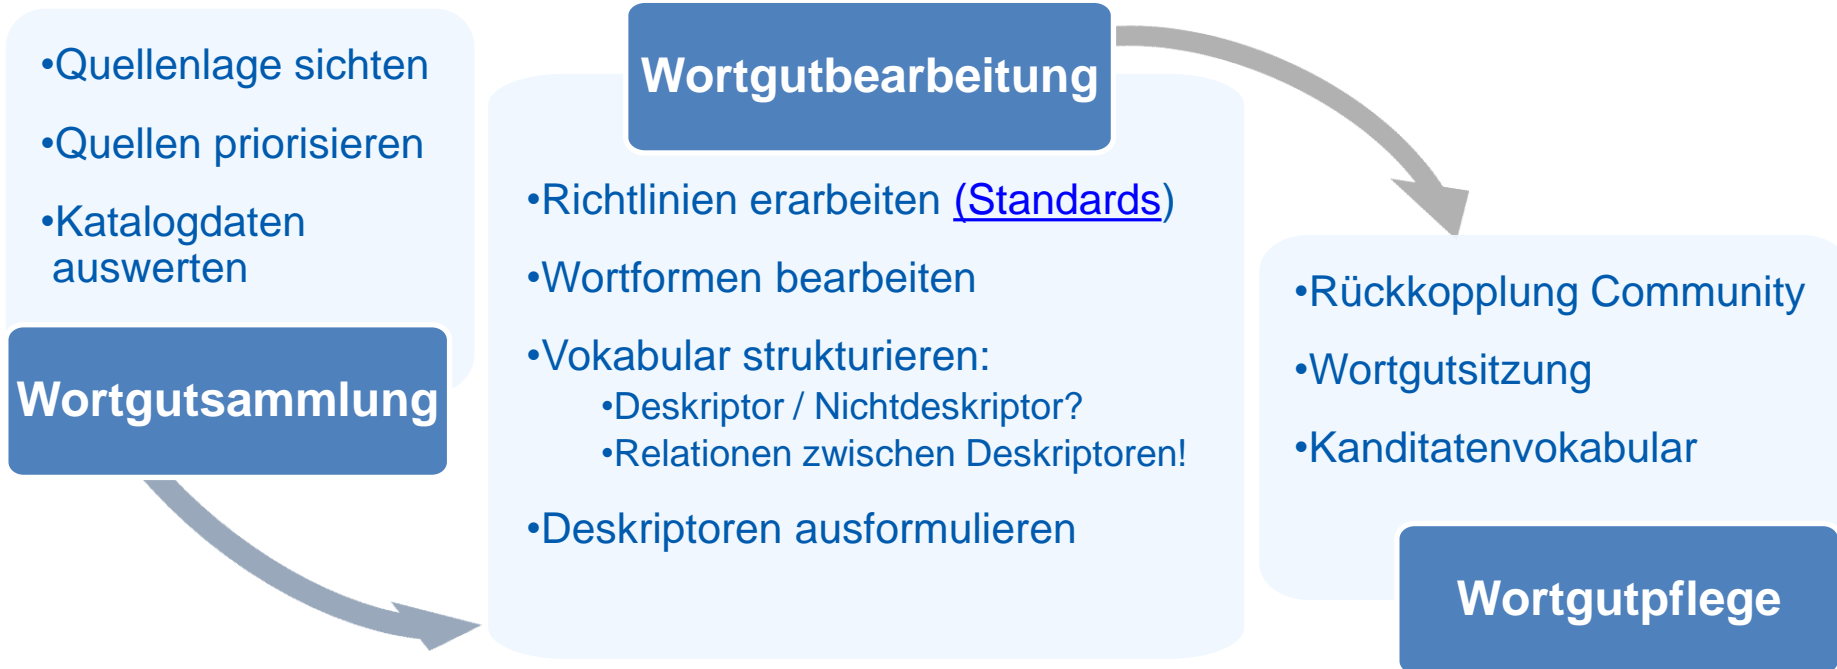 •Quellenlage sichten
•Quellen priorisieren
•Katalogdaten
auswerten
Wortgutsammlung
Wortgutbearbeitung
•Richtlinien erarbeiten (Standards)
•Wortformen bearbeiten
•Vokabular strukturieren:
•Deskriptor / Nichtdeskriptor?
•Relationen zwischen Deskriptoren!
•Deskriptoren ausformulieren
•Rückkopplung Community
•Wortgutsitzung
•Kanditatenvokabular
Wortgutpflege